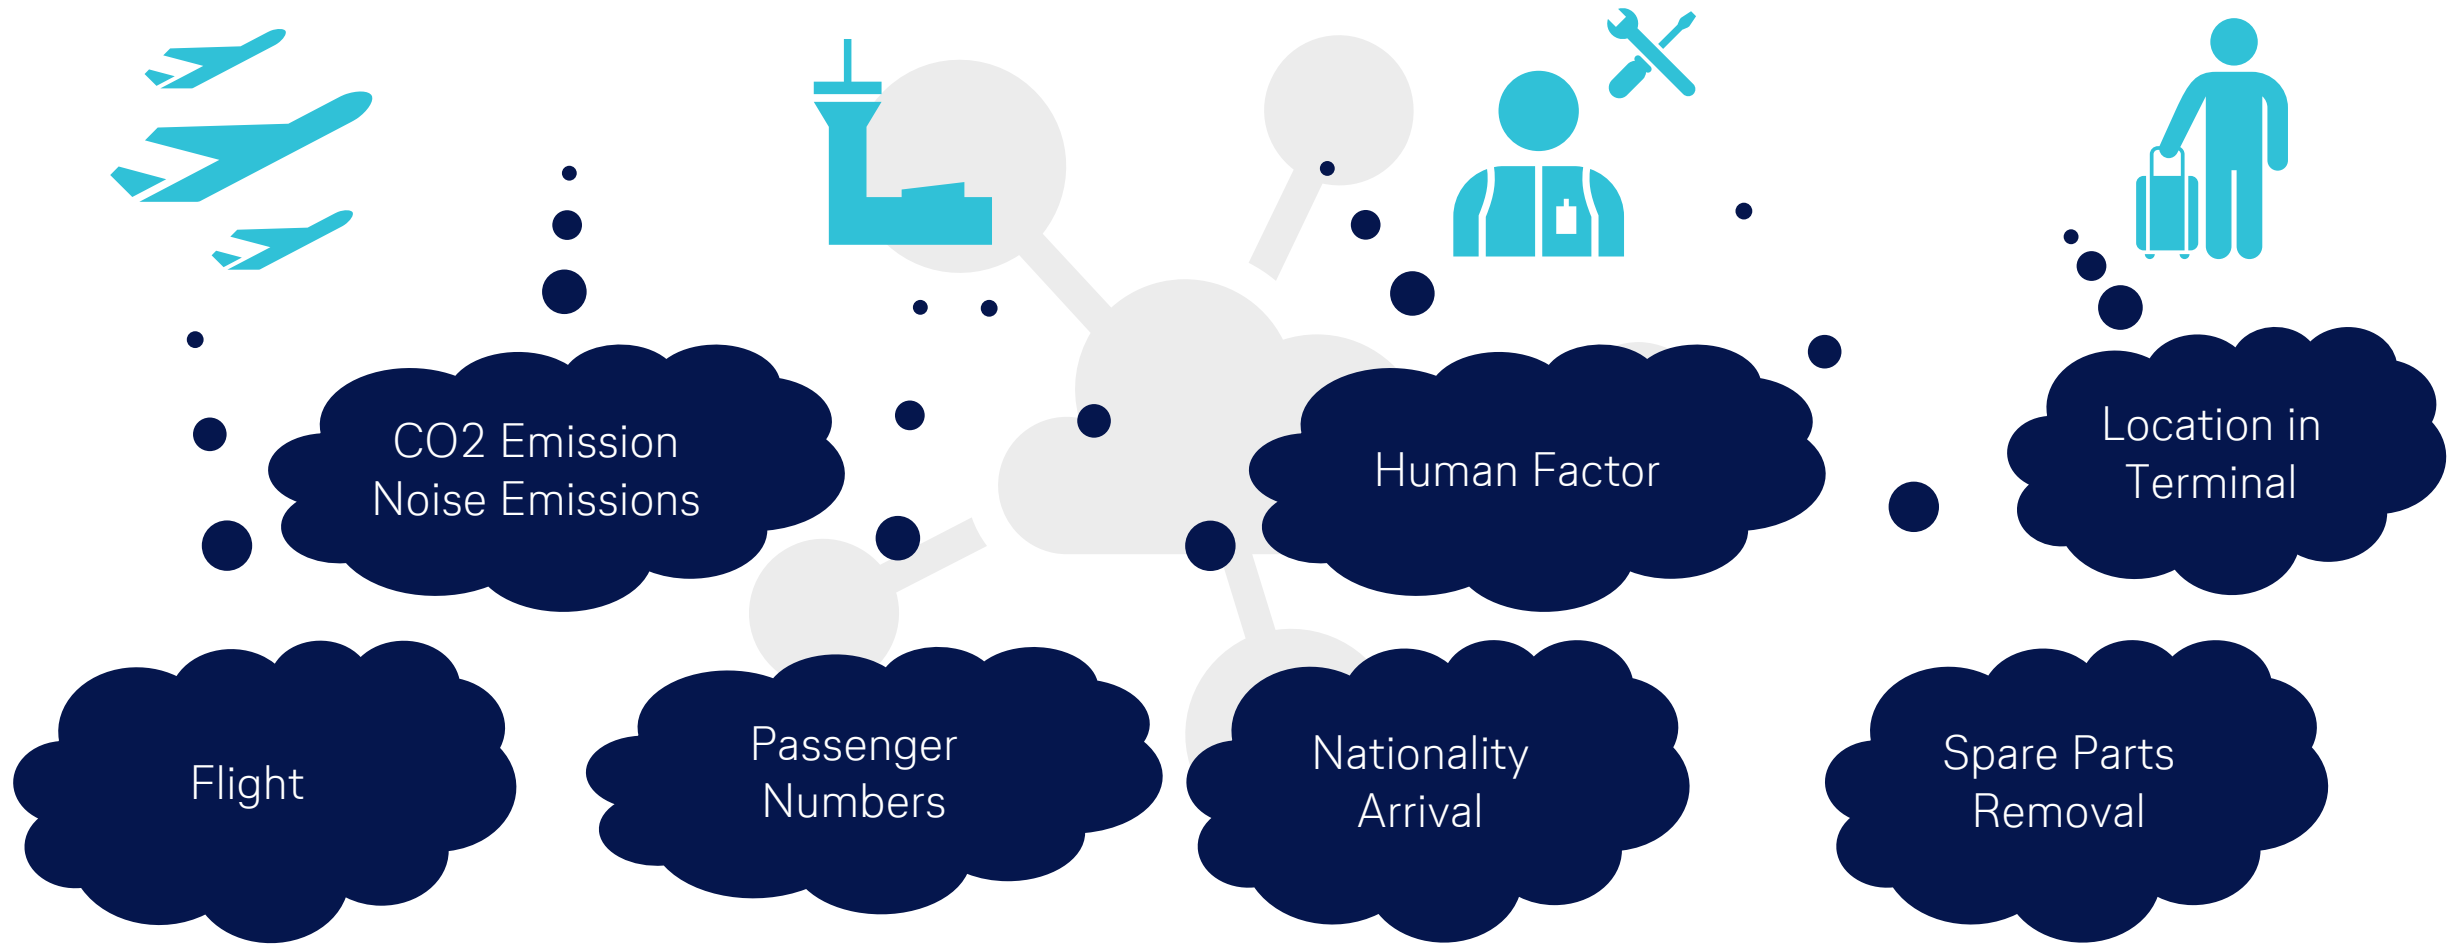 CO2 Emission
Noise Emissions
Human Factor
Location in
Terminal
Flight
Passenger
Numbers
Nationality
Arrival
Spare Parts
Removal